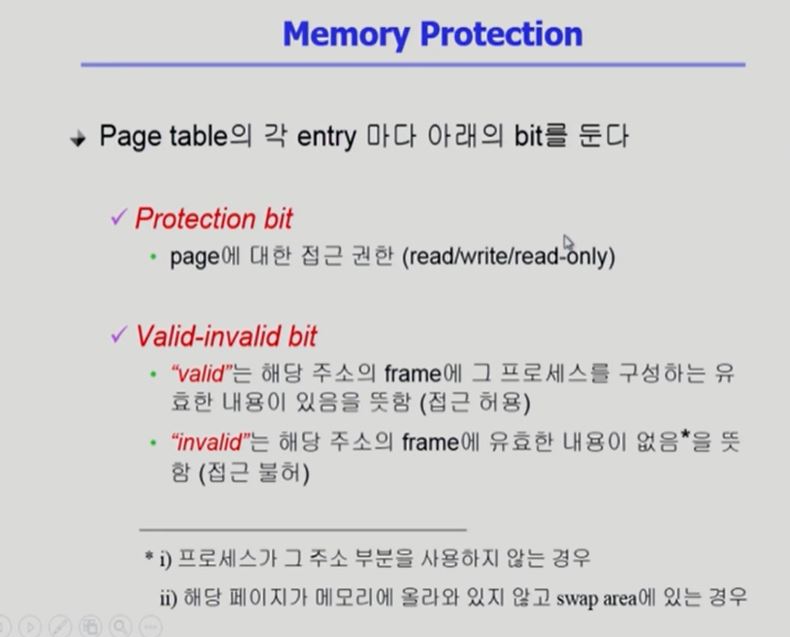 Memory Protection
Page table의 각 entry 마다 아래의 bit를 둔다
Protection bit
page에 대한 접근 권한 (read/write/read-only)
Valid-invalid bit
“valid”는 해당 주소의 frame에 그 프로세스를 구성하는 유
효한 내용이 있음을 뜻함 (접근 허용)
“invalid”는 해당 주소의 frame에 유효한 내용이 없음*을 뜻
함 (접근 불허)
* i) 프로세스가 그 주소 부분을 사용하지 않는 경우
ii) 해당 페이지가 메모리에 올라와 있지 않고 swap area에 있는 경우